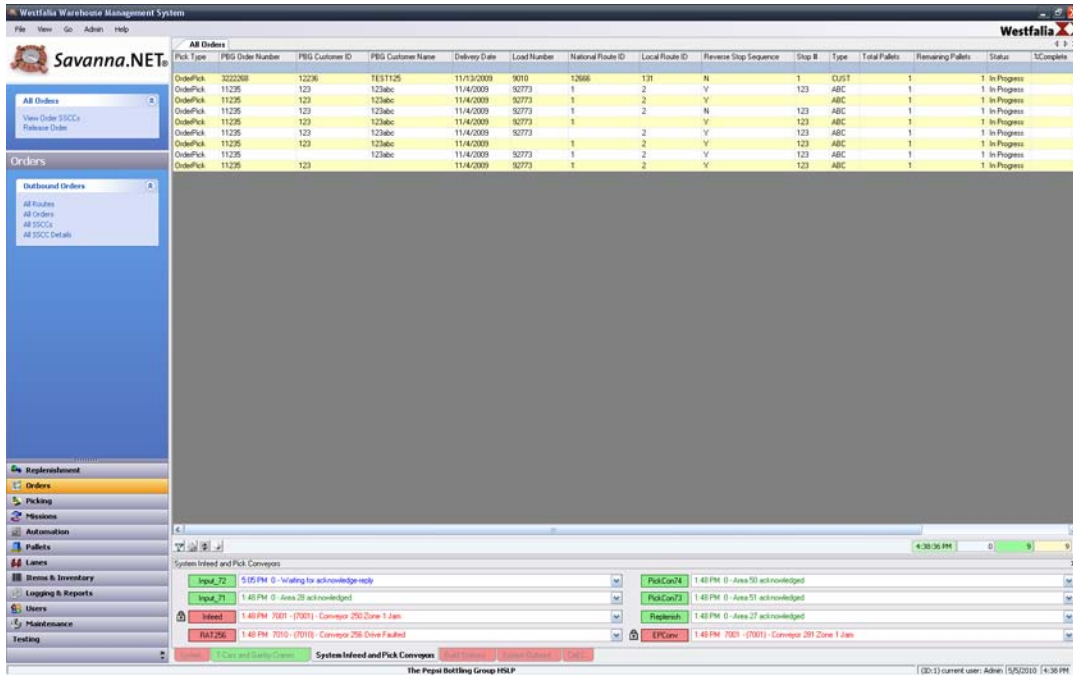 Westfalia Warehouse Management System
File View Go Admin Help
Westfalia
Savanna.NET®
All Orders
View Order SSCCs
Release Order
Orders
Outbound Orders
All Routes
All Orders
All SSCCs
All SSCC Details
Replenishment
Orders
Picking
Missions
Automation
Pallets
Lanes
Items & Inventory
Logging & Reports
Users
Maintenance
Testing
All Orders
Pick Type PBG Order Number PBG Customer ID PBG Customer Name Delivery Date Load Number National Route ID Local Route ID Reverse Stop Sequence Stop # Type Total Pallets Remaining Pallets Status %Complete
OrderPick 3222268 12236 TEST125 11/13/2009 9010 12666 131 N 1 CUST 1 1 In Progress
OrderPick 11235 123 123abc 11/4/2009 92773 1 2 Y 123 ABC 1 1 In Progress
OrderPick 11235 123 123abc 11/4/2009 92773 1 2 Y ABC 1 1 In Progress
OrderPick 11235 123 123abc 11/4/2009 92773 1 2 N 123 ABC 1 1 In Progress
OrderPick 11235 123 123abc 11/4/2009 92773 1 Y 123 ABC 1 1 In Progress
OrderPick 11235 123 123abc 11/4/2009 92773 2 Y 123 ABC 1 1 In Progress
OrderPick 11235 123 123abc 11/4/2009 1 2 Y 123 ABC 1 1 In Progress
OrderPick 11235 123abc 11/4/2009 92773 1 2 Y 123 ABC 1 1 In Progress
OrderPick 11235 123 11/4/2009 92773 1 2 Y 123 ABC 1 1 In Progress
4:38:36 PM 0 9 9
System Infeed and Pick Conveyors
Input_72 5:05 PM 0 - Waiting for acknowledge-reply PickCon74 1:48 PM 0 - Area 50 acknowledged
Input_71 1:48 PM 0 - Area 28 acknowledged PickCon73 1:48 PM 0 - Area 51 acknowledged
Infeed 1:48 PM 7001 - (7001) - Conveyor 250 Zone 1 Jam Replenish 1:48 PM 0 - Area 27 acknowledged
RAT256 1:48 PM 7010 - (7010) - Conveyor 256 Drive Faulted EPConv 1:48 PM 7001 - (7001) - Conveyor 281 Zone 1 Jam
System Infeed and Pick Conveyors
The Pepsi Bottling Group HSLP (ID:1) current user: Admin 5/5/2010 4:38 PM